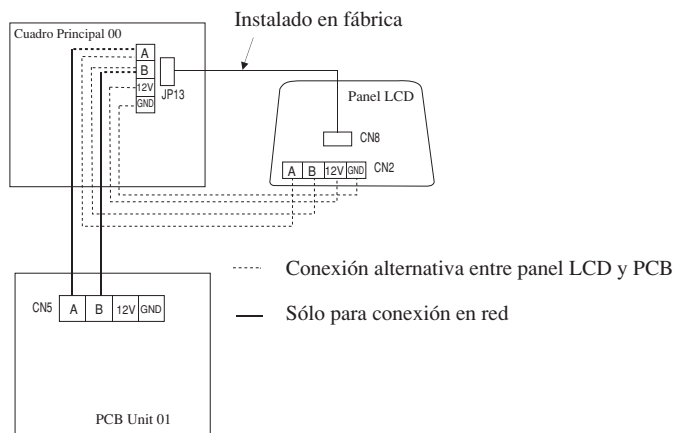 Instalado en fábrica
Cuadro Principal 00
A
B
12V
GND
JP13
Panel LCD
CN8
A B 12V GND CN2
Conexión alternativa entre panel LCD y PCB
CN5 A B 12V GND
Sólo para conexión en red
PCB Unit 01